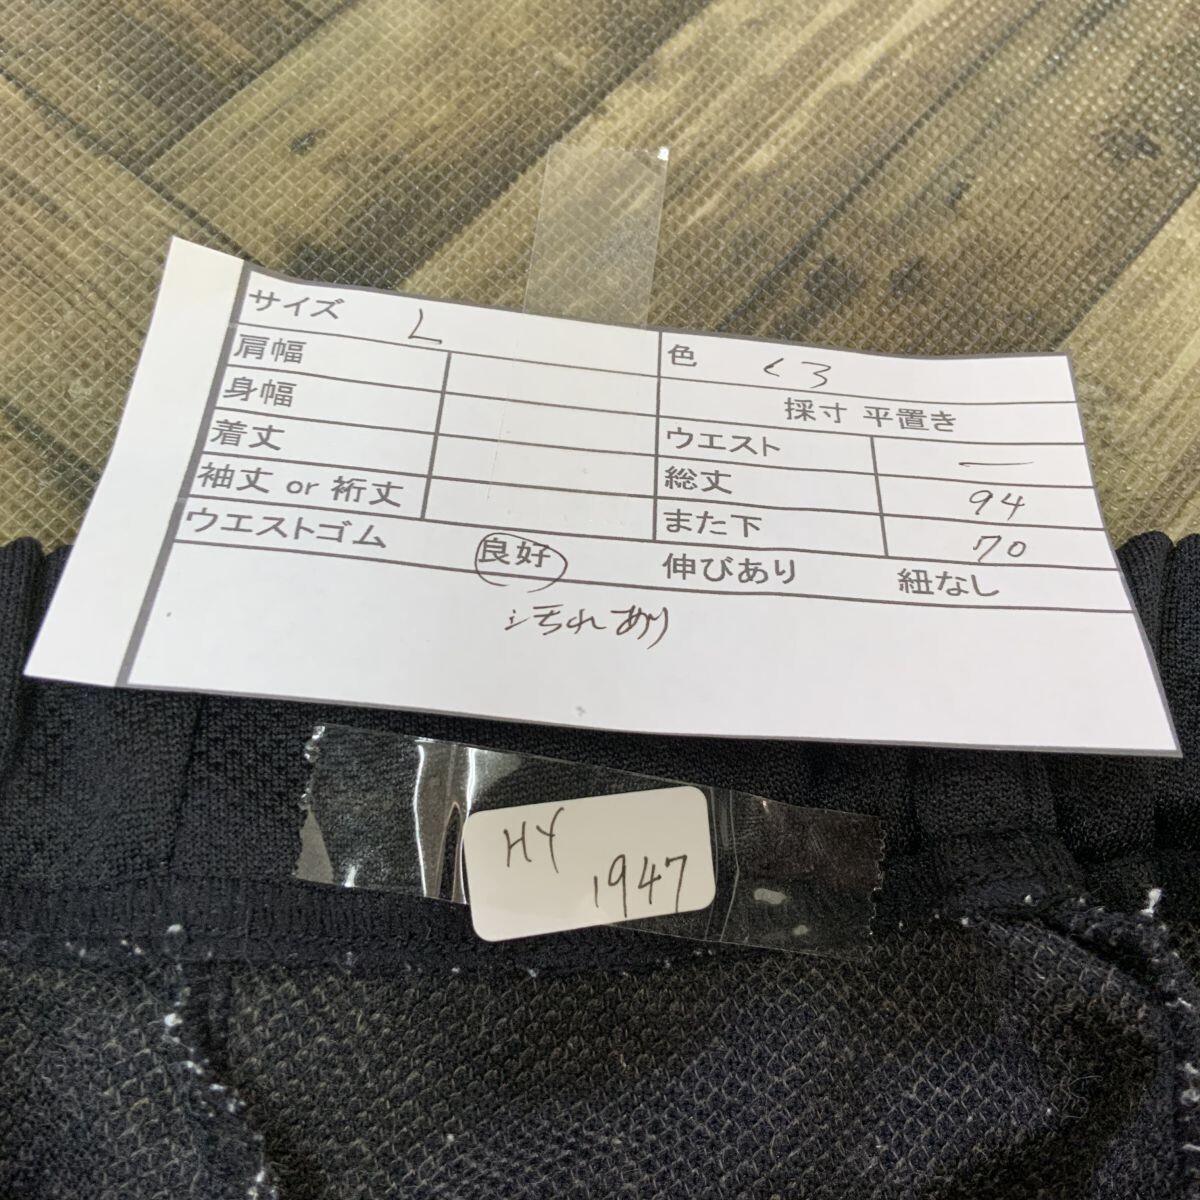 サイズ L 色 くろ
肩幅 採寸 平置き
身幅 ウエスト ー
着丈 総丈 94
袖丈 or 裄丈 また下 70
ウエストゴム 良好 伸びあり 紐なし
汚れあり
HY
1947